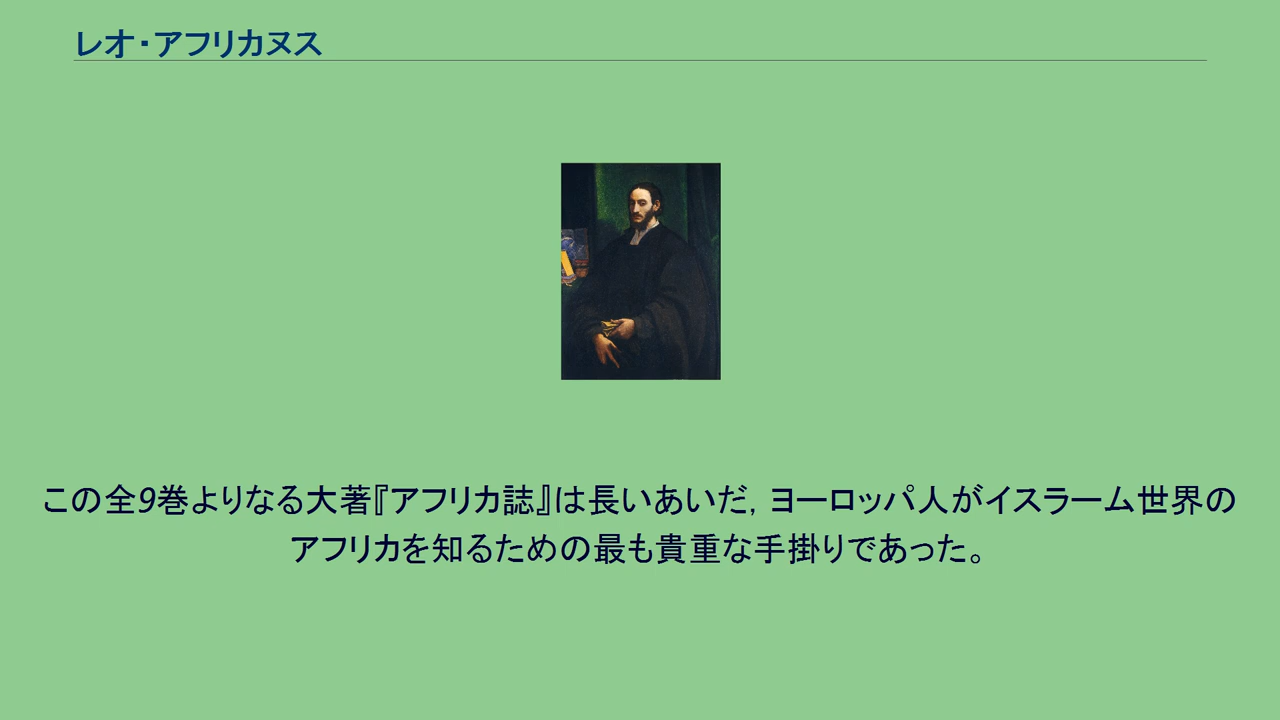 レオ・アフリカヌス
この全9巻よりなる大著『アフリカ誌』は長いあいだ，ヨーロッパ人がイスラーム世界の
アフリカを知るための最も貴重な手掛りであった。